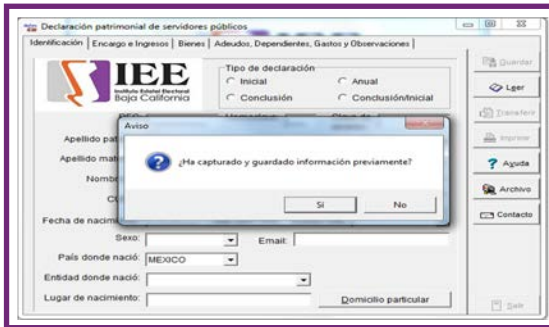 Declaración patrimonial de servidores públicos
Identificación Encargo e Ingresos Bienes Adeudos, Dependientes, Gastos y Observaciones
IEE
Instituto Estatal Electoral
Baja California
Tipo de declaración
Inicial Anual
Conclusión Conclusión/Inicial
Guardar
Leer
Transferir
Imprimir
Ayuda
Archivo
Contacto
Salir
Aviso
¿Ha capturado y guardado información previamente?
Si No
Apellido pat
Apellido mat
Nombr
Fecha de nacim
Sexo: Email:
País donde nació: MEXICO
Entidad donde nació:
Lugar de nacimiento: Domicilio particular